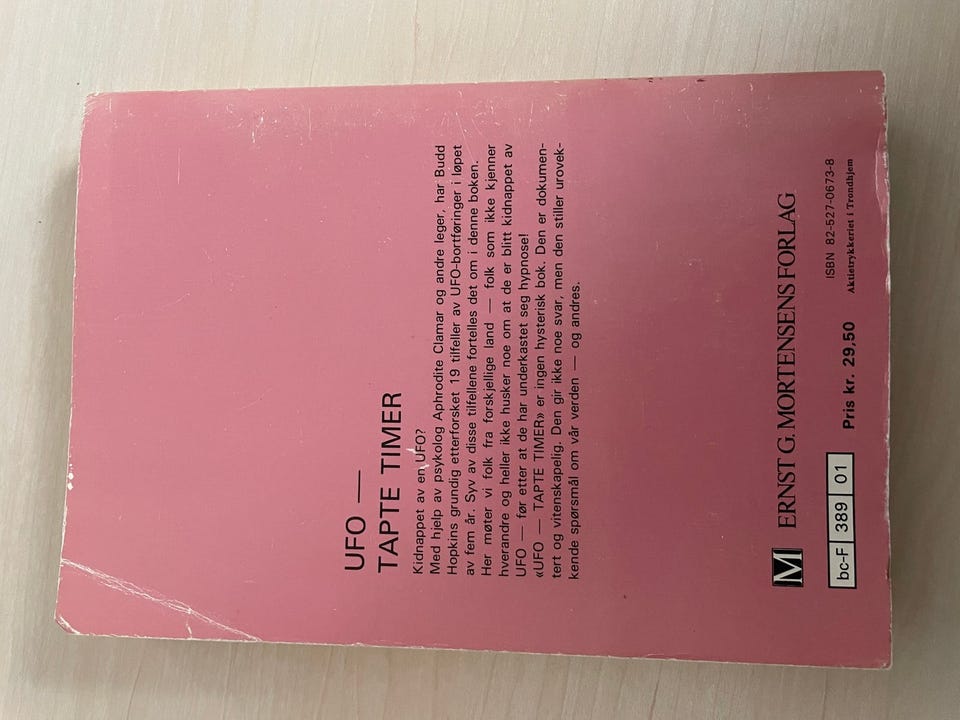 UFO —
TAPTE TIMER
Kidnappet av en UFO?
Med hjelp av psykolog Aphrodite Clamar og andre leger, har Budd
Hopkins grundig etterforsket 19 tilfeller av UFO-bortføringer i løpet
av fem år. Syv av disse tilfellene fortelles det om i denne boken.
Her møter vi folk fra forskjellige land — folk som ikke kjenner
hverandre og heller ikke husker noe om at de er blitt kidnappet av
UFO — før etter at de har underkastet seg hypnose!
«UFO — TAPTE TIMER» er ingen hysterisk bok. Den er dokumen-
tert og vitenskapelig. Den gir ikke noe svar, men den stiller urovek-
kende spørsmål om vår verden — og andres.
M ERNST G. MORTENSENS FORLAG
bc-F 389 01 Pris kr. 29,50 ISBN 82-527-0673-8
Aktietrykkeriet i Trondhjem